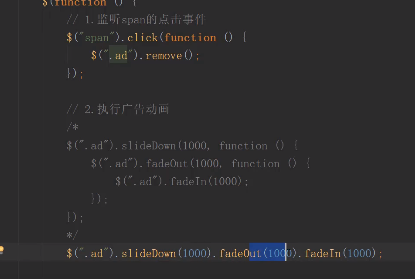 $(function () {
// 1.监听span的点击事件
$("span").click(function () {
$(".ad").remove();
});
// 2.执行广告动画
/*
$(".ad").slideDown(1000, function () {
$(".ad").fadeOut(1000, function () {
$(".ad").fadeIn(1000);
});
});
*/
$(".ad").slideDown(1000).fadeOut(1000).fadeIn(1000);